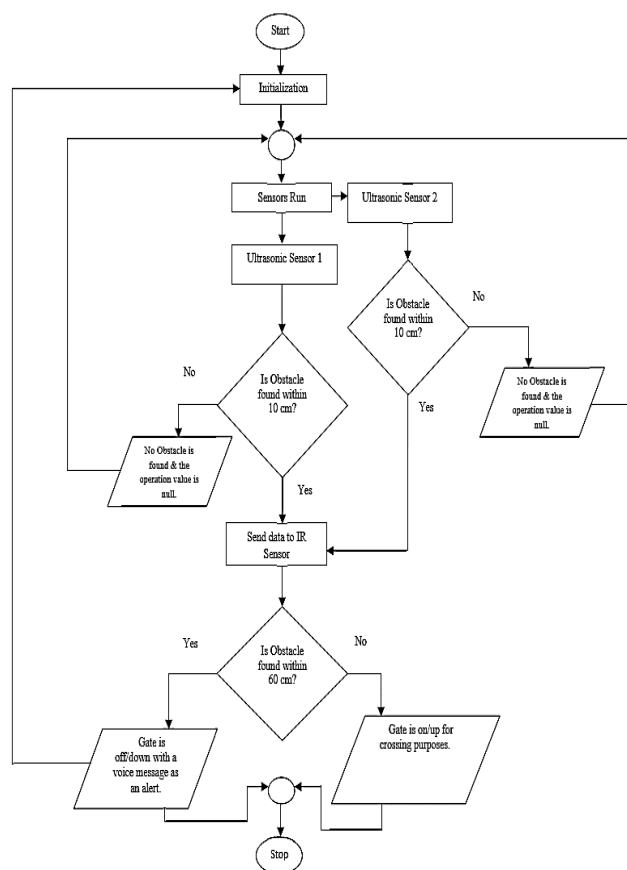 Start
Initialization
Sensors Run
Ultrasonic Sensor 2
Ultrasonic Sensor 1
Is Obstacle
found within
10 cm?
No
Yes
No Obstacle is
found & the
operation value is
null.
Is Obstacle
found within
10 cm?
No
Yes
No Obstacle is
found & the
operation value is
null.
Send data to IR
Sensor
Is Obstacle
found within
60 cm?
Yes
No
Gate is
off/down with a
voice message as
an alert.
Gate is on/up for
crossing purposes.
Stop